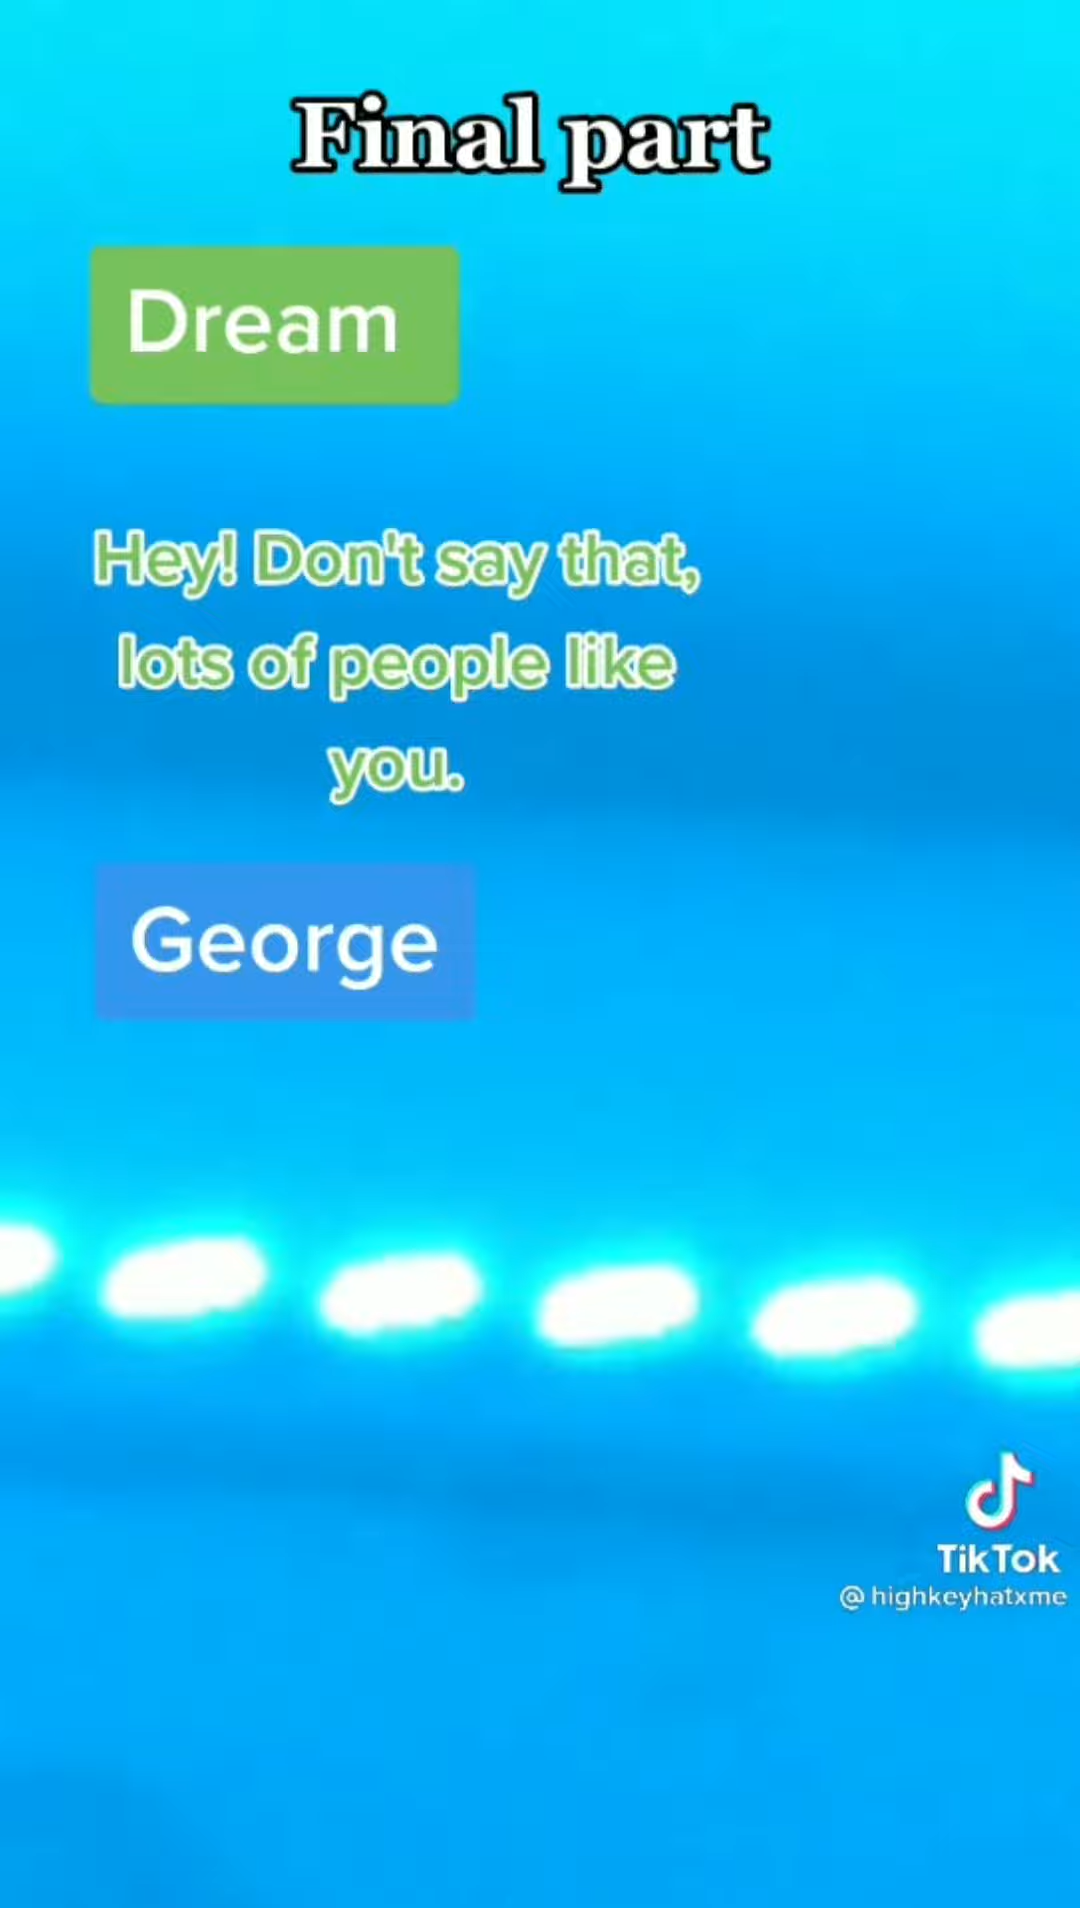 Final part
Dream
Hey! Don't say that,
lots of people like
you.
George
TikTok
@highkeyhatxme